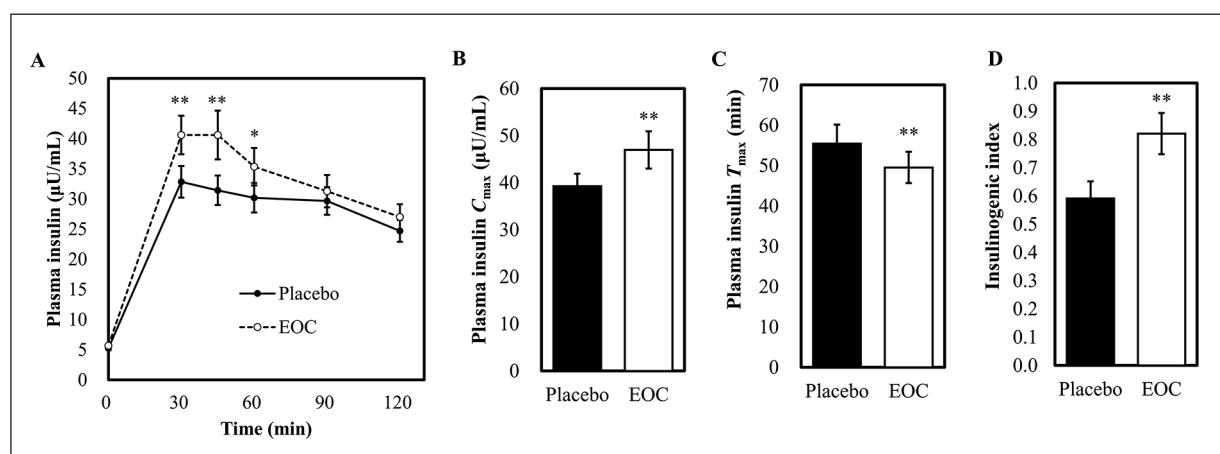 A
Plasma insulin (μU/mL)
50
45
40
35
30
25
20
15
10
5
0
** ** *
Placebo
EOC
0 30 60 90 120
Time (min)
B
Plasma insulin Cmax (μU/mL)
60
50
40
30
20
10
0
**
Placebo EOC
C
Plasma insulin Tmax (min)
70
60
50
40
30
20
10
0
**
Placebo EOC
D
Insulinogenic index
1.0
0.9
0.8
0.7
0.6
0.5
0.4
0.3
0.2
0.1
0.0
**
Placebo EOC